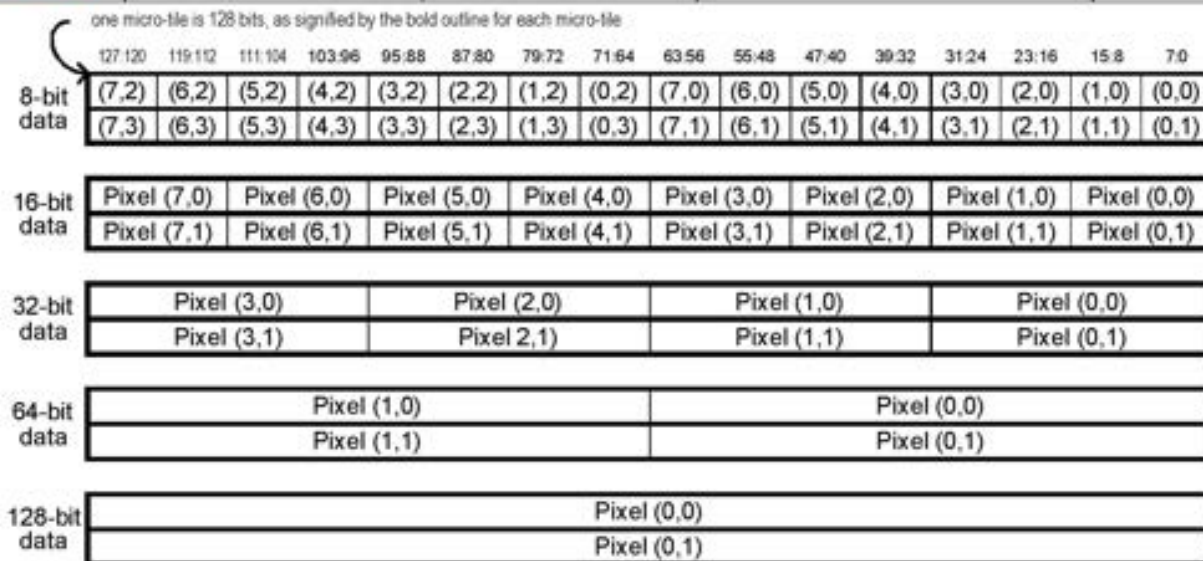 one micro-tile is 128 bits, as signified by the bold outline for each micro-tile
127:120 119:112 111:104 103:96 95:88 87:80 79:72 71:64 63:56 55:48 47:40 39:32 31:24 23:16 15:8 7:0
8-bit data
(7,2) (6,2) (5,2) (4,2) (3,2) (2,2) (1,2) (0,2) (7,0) (6,0) (5,0) (4,0) (3,0) (2,0) (1,0) (0,0)
(7,3) (6,3) (5,3) (4,3) (3,3) (2,3) (1,3) (0,3) (7,1) (6,1) (5,1) (4,1) (3,1) (2,1) (1,1) (0,1)
16-bit data
Pixel (7,0) Pixel (6,0) Pixel (5,0) Pixel (4,0) Pixel (3,0) Pixel (2,0) Pixel (1,0) Pixel (0,0)
Pixel (7,1) Pixel (6,1) Pixel (5,1) Pixel (4,1) Pixel (3,1) Pixel (2,1) Pixel (1,1) Pixel (0,1)
32-bit data
Pixel (3,0) Pixel (2,0) Pixel (1,0) Pixel (0,0)
Pixel (3,1) Pixel 2,1) Pixel (1,1) Pixel (0,1)
64-bit data
Pixel (1,0) Pixel (0,0)
Pixel (1,1) Pixel (0,1)
128-bit data
Pixel (0,0)
Pixel (0,1)